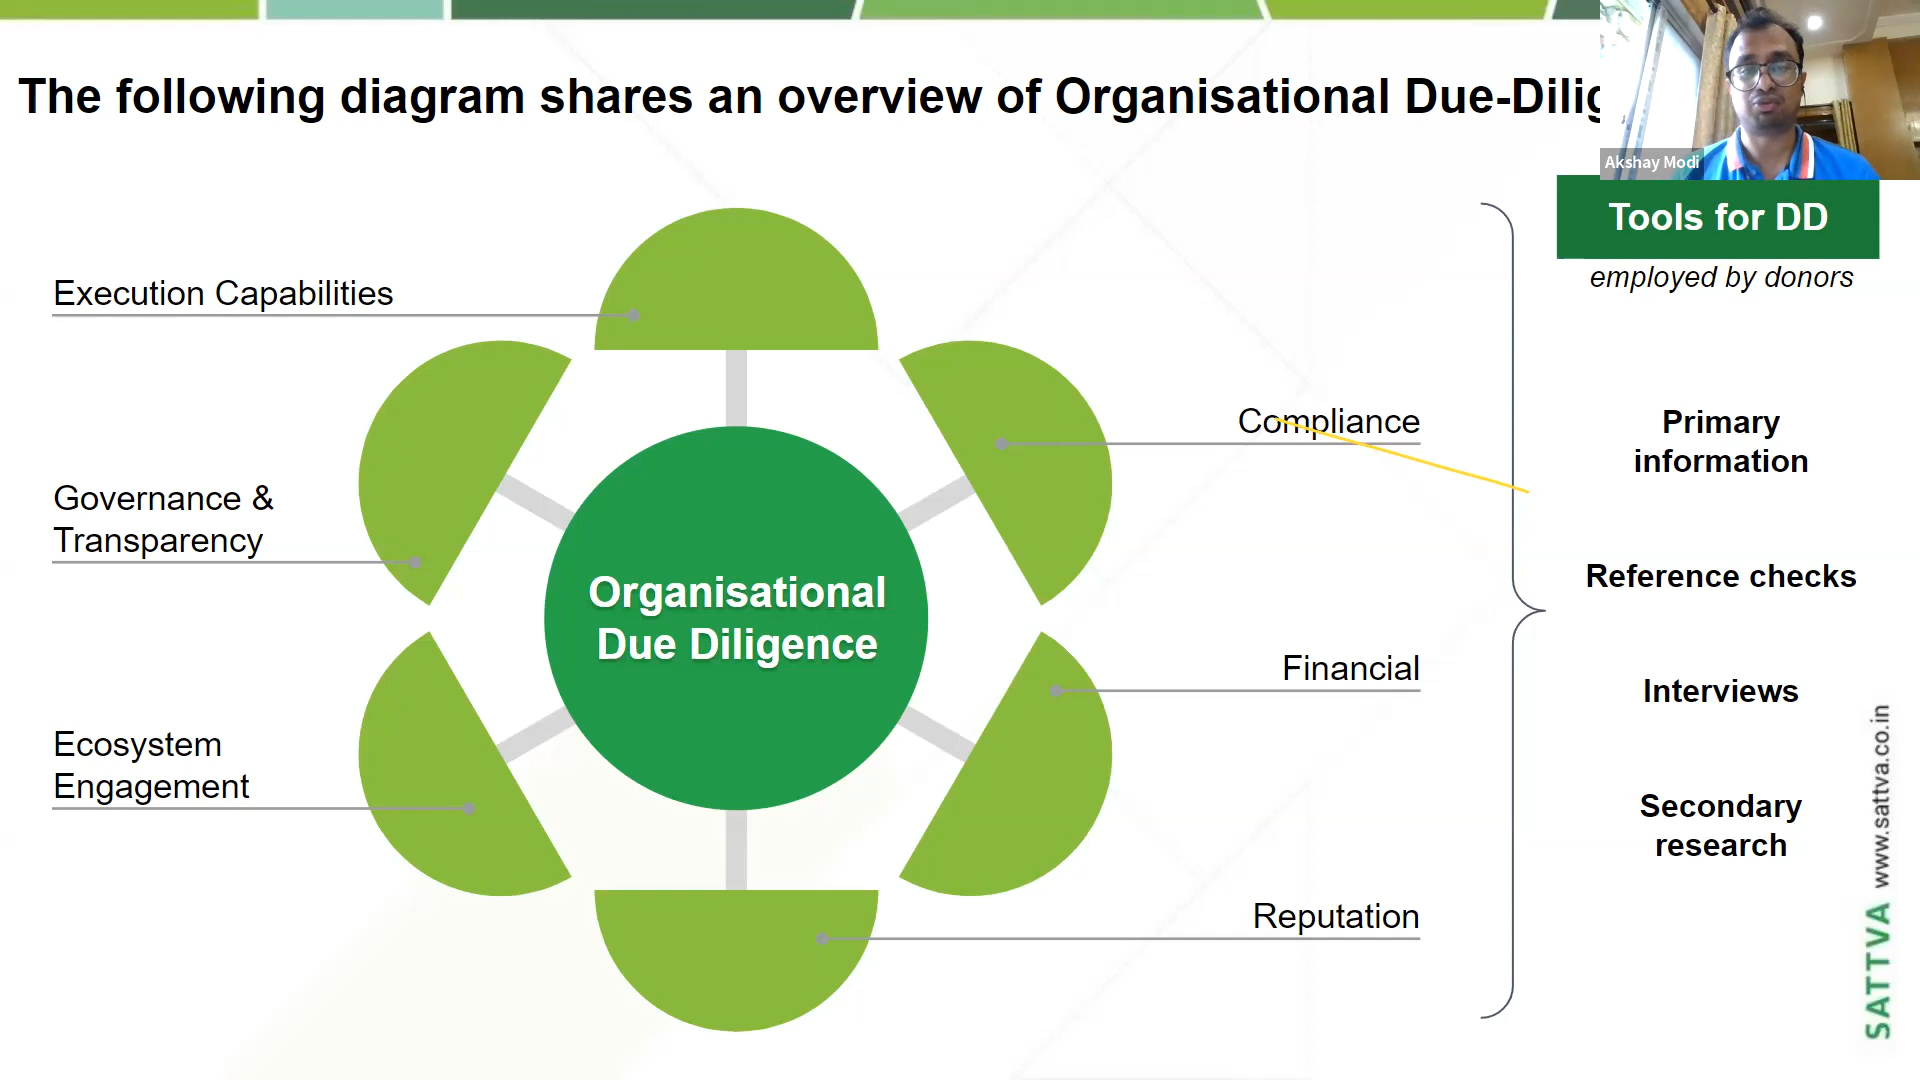 The following diagram shares an overview of Organisational Due-Dilig
Akshay Modi
Tools for DD
employed by donors
Execution Capabilities
Compliance
Governance &
Transparency
Organisational
Due Diligence
Financial
Ecosystem
Engagement
Reputation
Primary
information
Reference checks
Interviews
Secondary
research
SATTVA www.sattva.co.in